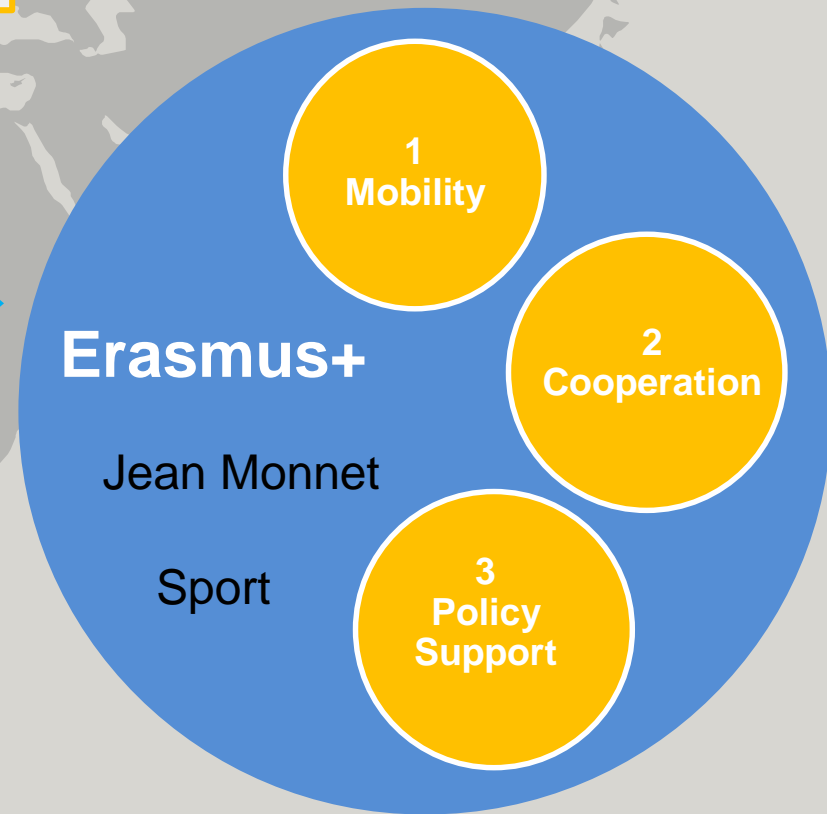 1
Mobility
Erasmus+
2
Cooperation
Jean Monnet
Sport
3
Policy
Support